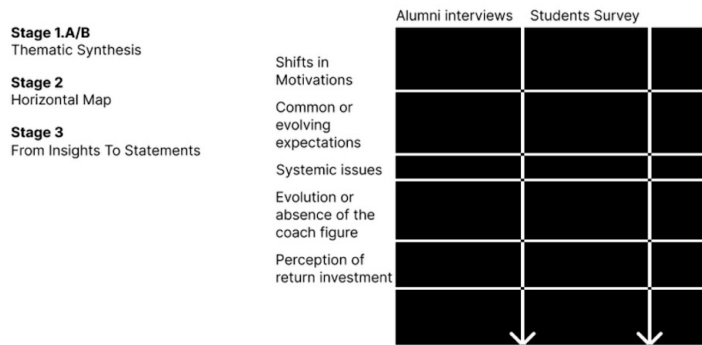 Stage 1.A/B
Thematic Synthesis
Stage 2
Horizontal Map
Stage 3
From Insights To Statements
Alumni interviews
Students Survey
Shifts in
Motivations
Common or
evolving
expectations
Systemic issues
Evolution or
absence of the
coach figure
Perception of
return investment